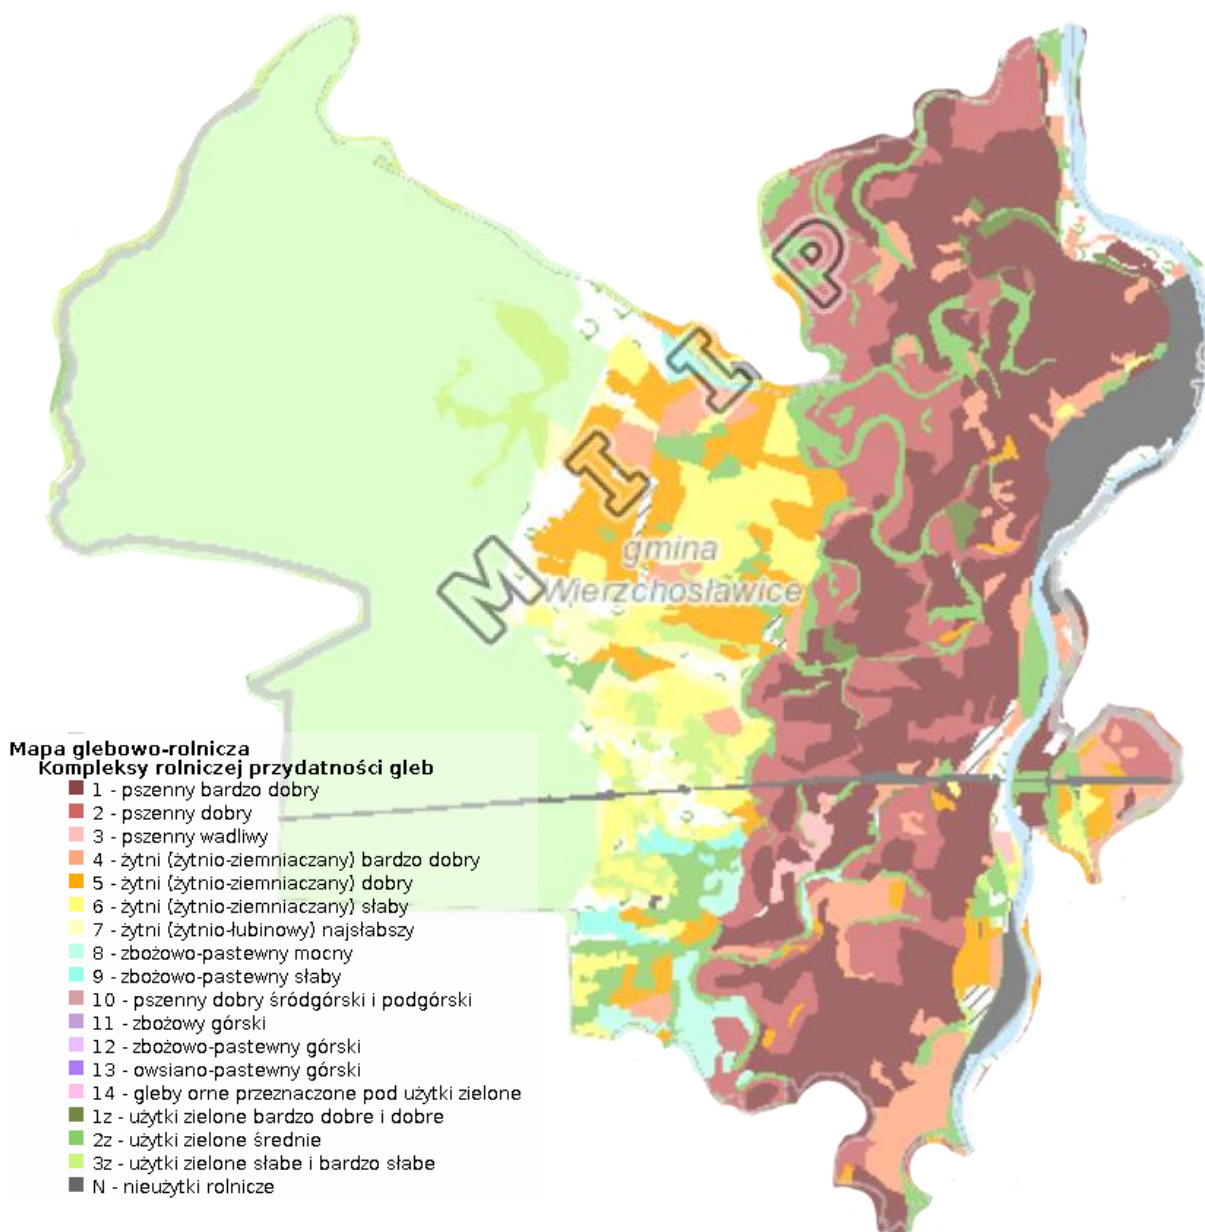 P
I
I
M
gmina
Wierzchosławice
Mapa glebowo-rolnicza
Kompleksy rolniczej przydatności gleb
1 - pszenny bardzo dobry
2 - pszenny dobry
3 - pszenny wadliwy
4 - żytni (żytnio-ziemniaczany) bardzo dobry
5 - żytni (żytnio-ziemniaczany) dobry
6 - żytni (żytnio-ziemniaczany) słaby
7 - żytni (żytnio-łubinowy) najsłabszy
8 - zbożowo-pastewny mocny
9 - zbożowo-pastewny słaby
10 - pszenny dobry śródgórski i podgórski
11 - zbożowy górski
12 - zbożowo-pastewny górski
13 - owsiano-pastewny górski
14 - gleby orne przeznaczone pod użytki zielone
1z - użytki zielone bardzo dobre i dobre
2z - użytki zielone średnie
3z - użytki zielone słabe i bardzo słabe
N - nieużytki rolnicze